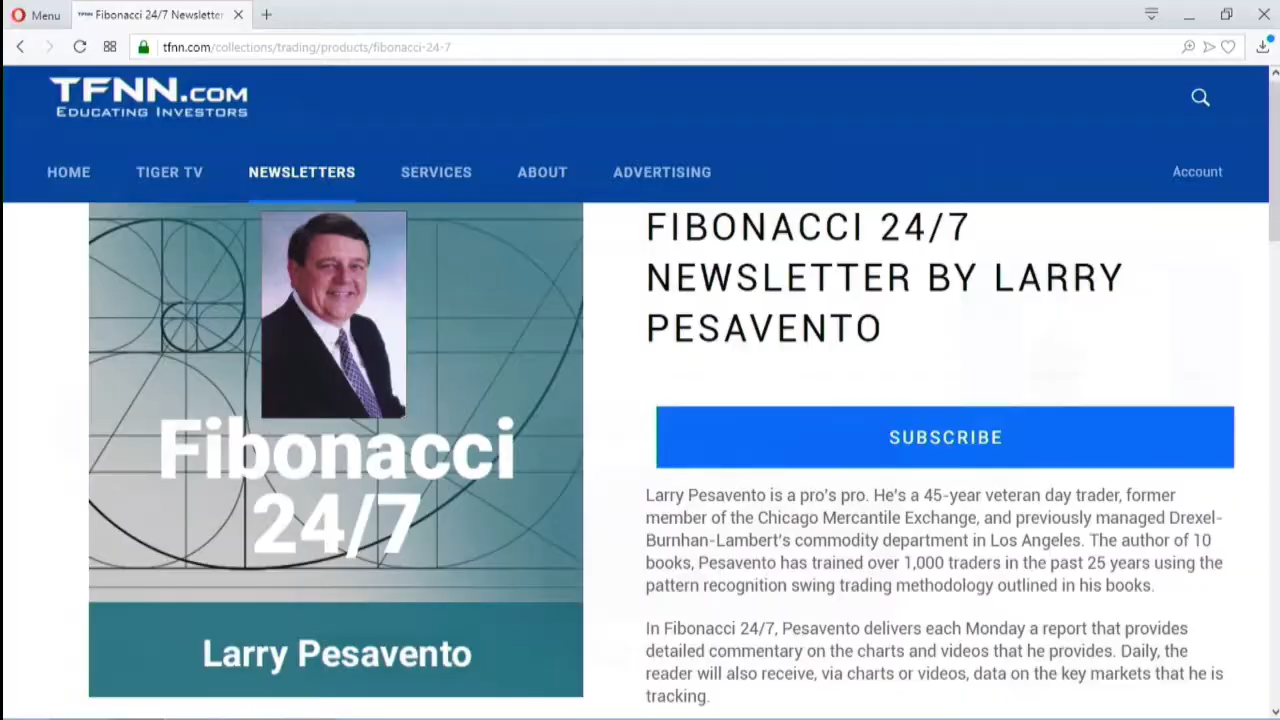 Menu
Fibonacci 24/7 Newsletter
tfnn.com/collections/trading/products/fibonacci-24-7
TFNN.COM
EDUCATING INVESTORS
HOME TIGER TV NEWSLETTERS SERVICES ABOUT ADVERTISING Account
Fibonacci
24/7
Larry Pesavento
FIBONACCI 24/7
NEWSLETTER BY LARRY
PESAVENTO
SUBSCRIBE
Larry Pesavento is a pro's pro. He's a 45-year veteran day trader, former
member of the Chicago Mercantile Exchange, and previously managed Drexel-
Burnhan-Lambert's commodity department in Los Angeles. The author of 10
books, Pesavento has trained over 1,000 traders in the past 25 years using the
pattern recognition swing trading methodology outlined in his books.
In Fibonacci 24/7, Pesavento delivers each Monday a report that provides
detailed commentary on the charts and videos that he provides. Daily, the
reader will also receive, via charts or videos, data on the key markets that he is
tracking.